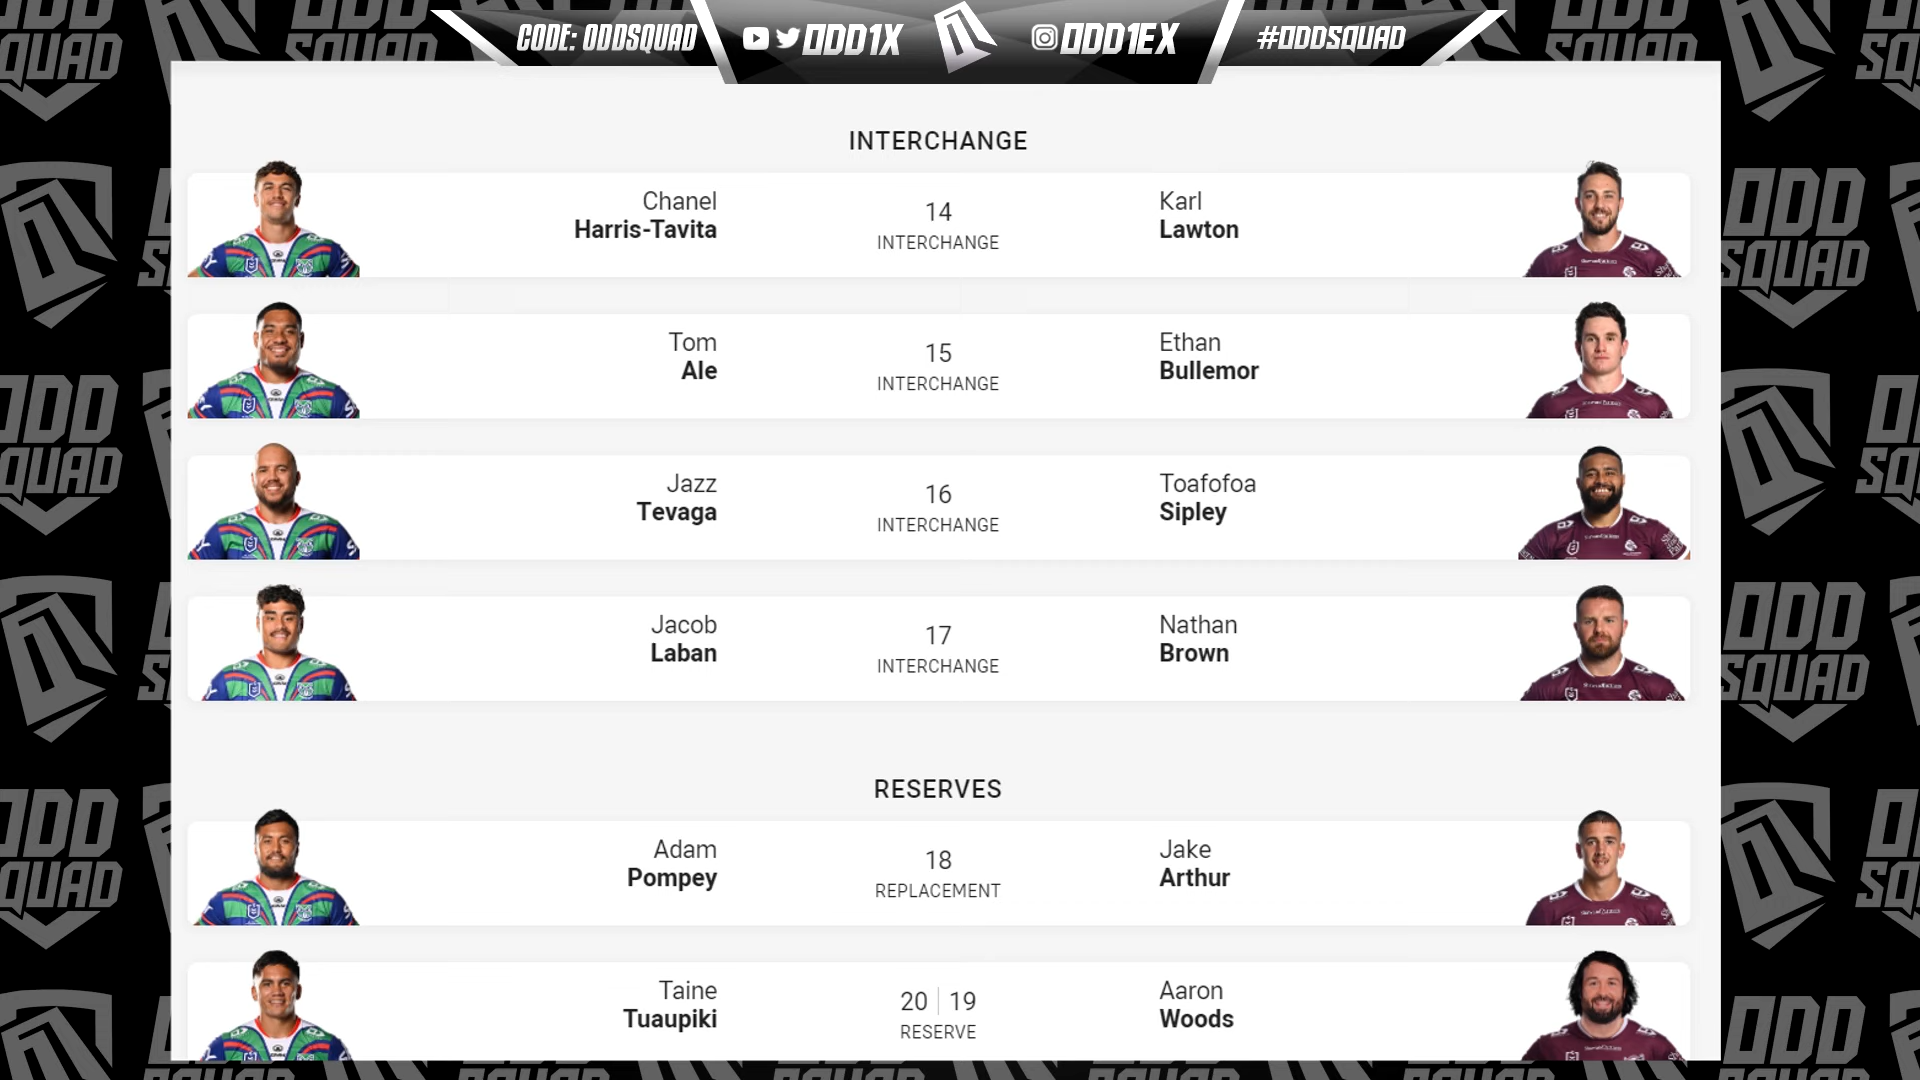 CODE: ODDSQUAD
ODD1X
ODD1EX
#ODDSQUAD
INTERCHANGE
Chanel
Harris-Tavita
14
INTERCHANGE
Karl
Lawton
Tom
Ale
15
INTERCHANGE
Ethan
Bullemor
Jazz
Tevaga
16
INTERCHANGE
Toafofoa
Sipley
Jacob
Laban
17
INTERCHANGE
Nathan
Brown
RESERVES
Adam
Pompey
18
REPLACEMENT
Jake
Arthur
Taine
Tuaupiki
20 | 19
RESERVE
Aaron
Woods
ODD
SQUAD